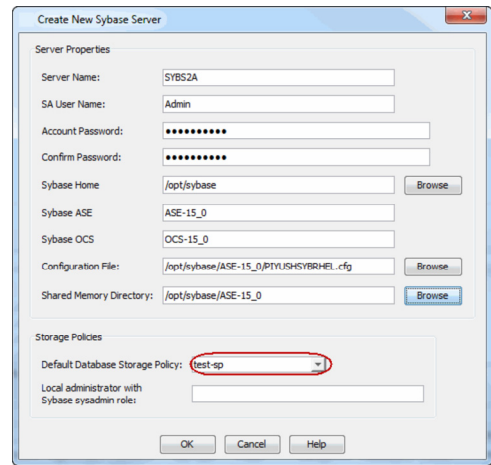 Create New Sybase Server
Server Properties
Server Name: SYBS2A
SA User Name: Admin
Account Password: ••••••••••
Confirm Password: ••••••••••
Sybase Home /opt/sybase Browse
Sybase ASE ASE-15_0
Sybase OCS OCS-15_0
Configuration File: /opt/sybase/ASE-15_0/PIYUSHSYBRHEL.cfg Browse
Shared Memory Directory: /opt/sybase/ASE-15_0 Browse
Storage Policies
Default Database Storage Policy: test-sp
Local administrator with
Sybase sysadmin role:
OK Cancel Help